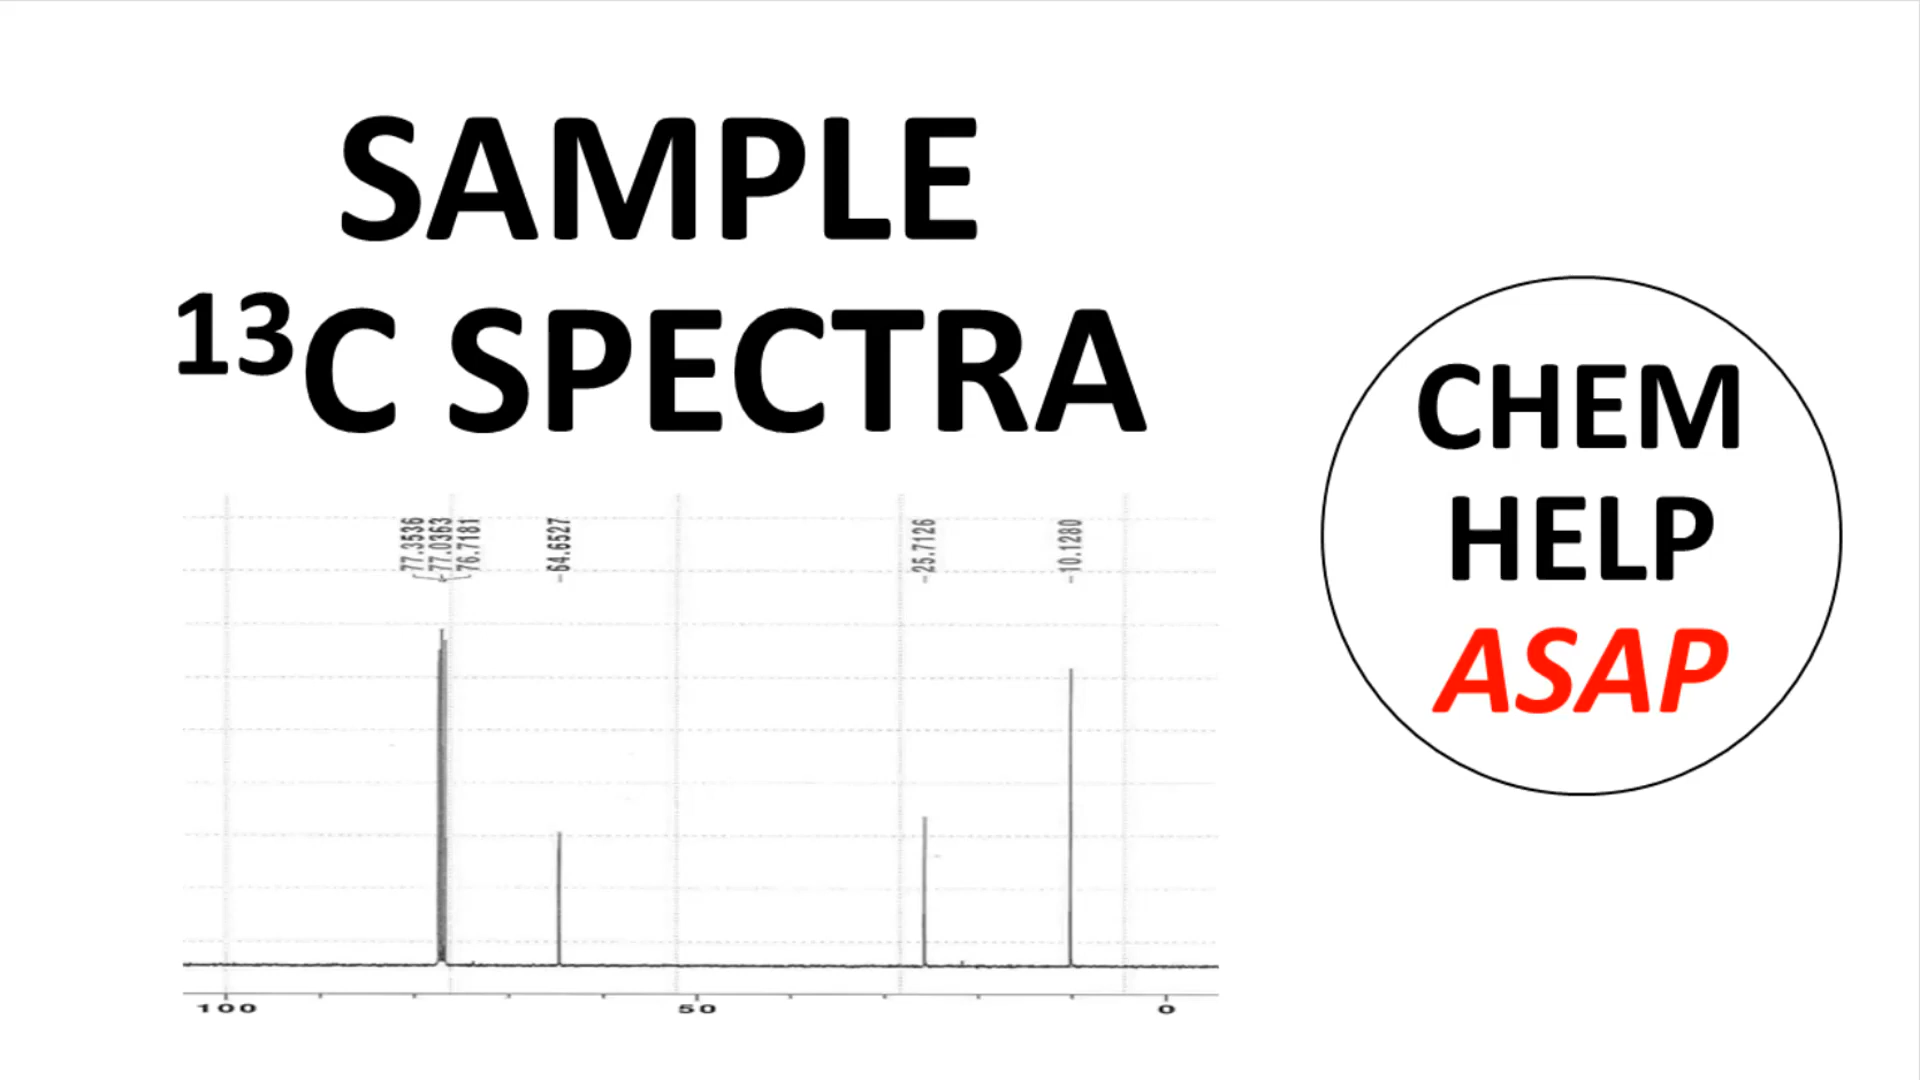 SAMPLE
¹³C SPECTRA
CHEM
HELP
ASAP
77.3536
77.0363
76.7181
64.6527
25.7126
10.1280
100
50
0